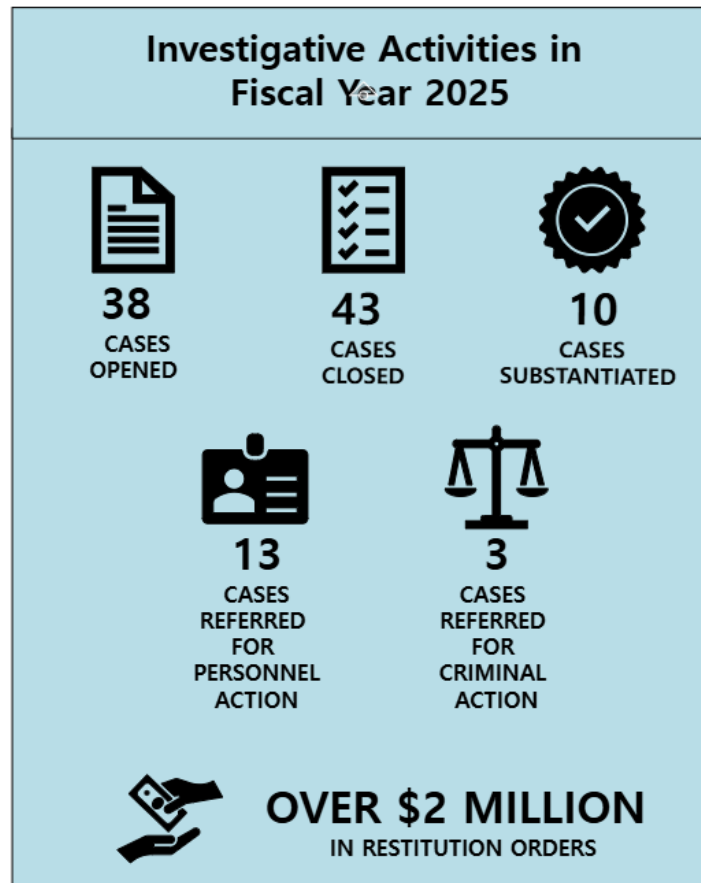 Investigative Activities in
Fiscal Year 2025
38
CASES
OPENED
43
CASES
CLOSED
10
CASES
SUBSTANTIATED
13
CASES
REFERRED
FOR
PERSONNEL
ACTION
3
CASES
REFERRED
FOR
CRIMINAL
ACTION
OVER $2 MILLION
IN RESTITUTION ORDERS